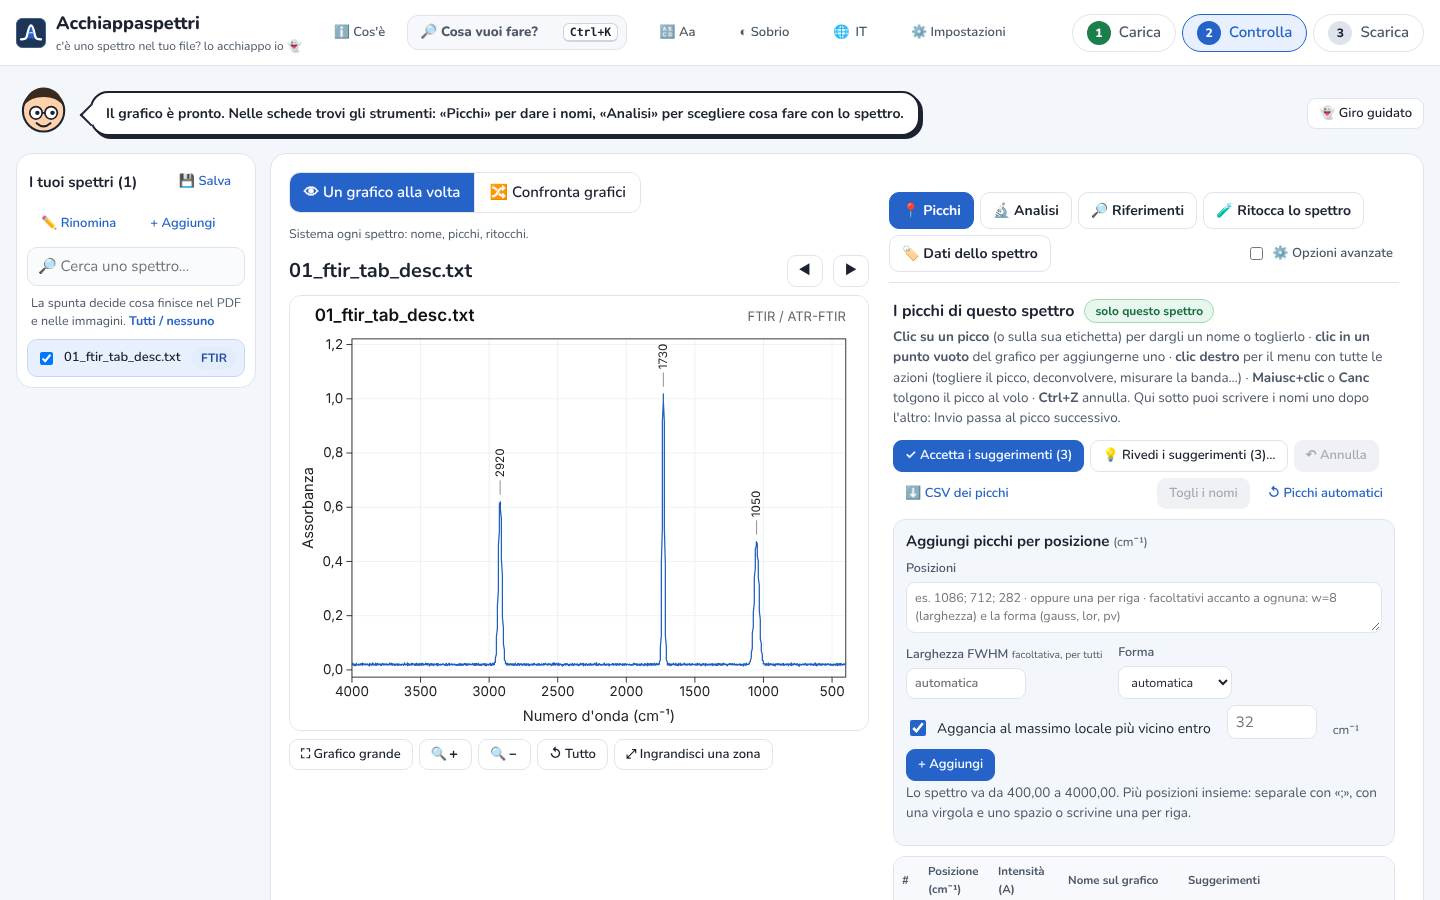 Acchiappaspettri
c'è uno spettro nel tuo file? lo acchiappo io 👻
ℹ️ Cos'è
🔎 Cosa vuoi fare? Ctrl+K
🔠 Aa
Sobrio
🌐 IT
⚙️ Impostazioni
1 Carica
2 Controlla
3 Scarica
Il grafico è pronto. Nelle schede trovi gli strumenti: «Picchi» per dare i nomi, «Analisi» per scegliere cosa fare con lo spettro.
👻 Giro guidato
I tuoi spettri (1)
💾 Salva
✏️ Rinomina
+ Aggiungi
🔎 Cerca uno spettro...
La spunta decide cosa finisce nel PDF
e nelle immagini. Tutti / nessuno
01_ftir_tab_desc.txt FTIR
👁 Un grafico alla volta
🔀 Confronta grafici
Sistema ogni spettro: nome, picchi, ritocchi.
01_ftir_tab_desc.txt
◀ ▶
01_ftir_tab_desc.txt
FTIR / ATR-FTIR
1,2
1,0
0,8
0,6
0,4
0,2
0,0
Assorbanza
2920
1730
1050
4000 3500 3000 2500 2000 1500 1000 500
Numero d'onda (cm⁻¹)
⛶ Grafico grande
🔍 +
🔍 −
↺ Tutto
⤢ Ingrandisci una zona
📍 Picchi
🔬 Analisi
🔎 Riferimenti
🧪 Ritocca lo spettro
🏷️ Dati dello spettro
⚙️ Opzioni avanzate
I picchi di questo spettro solo questo spettro
Clic su un picco (o sulla sua etichetta) per dargli un nome o toglierlo · clic in un
punto vuoto del grafico per aggiungerne uno · clic destro per il menu con tutte le
azioni (togliere il picco, deconvolvere, misurare la banda...) · Maiusc+clic o Canc
tolgono il picco al volo · Ctrl+Z annulla. Qui sotto puoi scrivere i nomi uno dopo
l'altro: Invio passa al picco successivo.
✓ Accetta i suggerimenti (3)
💡 Rivedi i suggerimenti (3)...
↶ Annulla
⬇️ CSV dei picchi
Togli i nomi
↺ Picchi automatici
Aggiungi picchi per posizione (cm⁻¹)
Posizioni
es. 1086; 712; 282 · oppure una per riga · facoltativi accanto a ognuna: w=8
(larghezza) e la forma (gauss, lor, pv)
Larghezza FWHM facoltativa, per tutti
Forma
automatica
automatica
Aggancia al massimo locale più vicino entro 32 cm⁻¹
+ Aggiungi
Lo spettro va da 400,00 a 4000,00. Più posizioni insieme: separale con «;», con
una virgola e uno spazio o scrivine una per riga.
# Posizione (cm⁻¹) Intensità (A) Nome sul grafico Suggerimenti